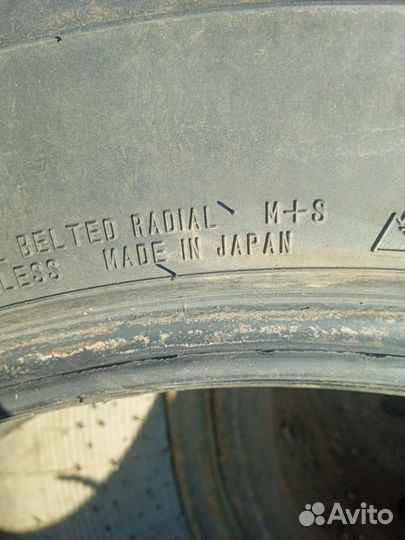 BELTED RADIAL M+S
LESS MADE IN JAPAN
Avito